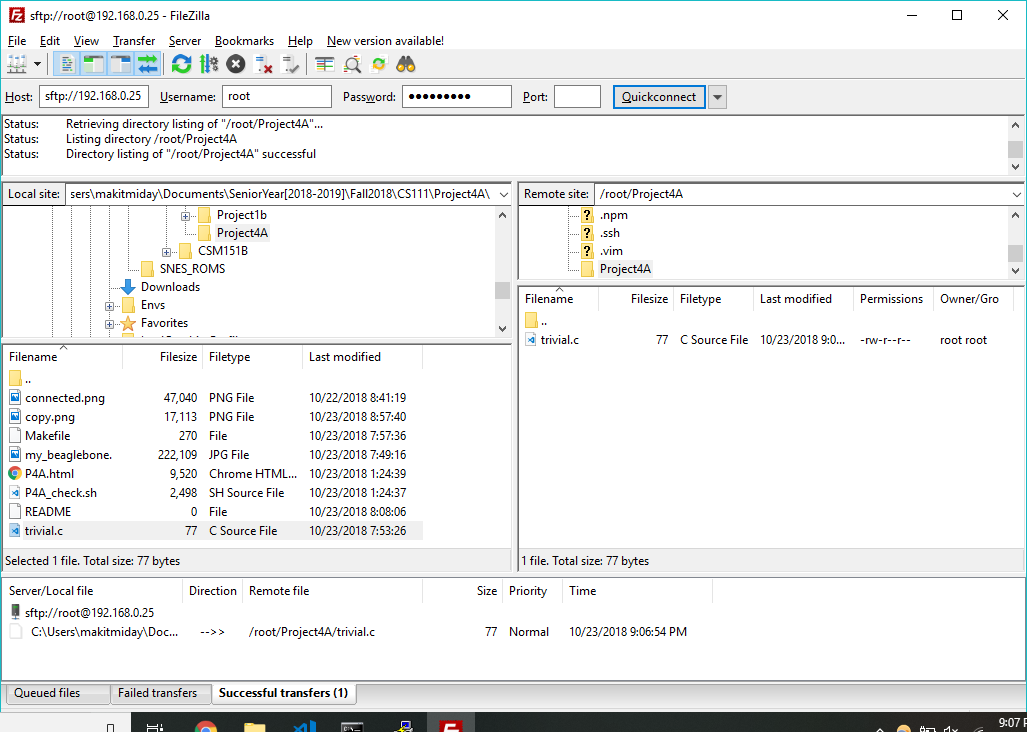 sftp://root@192.168.0.25 - FileZilla
File Edit View Transfer Server Bookmarks Help New version available!
Host: sftp://192.168.0.25 Username: root Password: ●●●●●●●●● Port: Quickconnect
Status: Retrieving directory listing of "/root/Project4A"...
Status: Listing directory /root/Project4A
Status: Directory listing of "/root/Project4A" successful
Local site: sers\makitmiday\Documents\SeniorYear[2018-2019]\Fall2018\CS111\Project4A\
Project1b
Project4A
CSM151B
SNES_ROMS
Downloads
Envs
Favorites
Remote site: /root/Project4A
.npm
.ssh
.vim
Project4A
Filename Filesize Filetype Last modified
..
connected.png 47,040 PNG File 10/22/2018 8:41:19
copy.png 17,113 PNG File 10/23/2018 8:57:40
Makefile 270 File 10/23/2018 7:57:36
my_beaglebone. 222,109 JPG File 10/23/2018 7:49:16
P4A.html 9,520 Chrome HTML... 10/23/2018 1:24:39
P4A_check.sh 2,498 SH Source File 10/23/2018 1:24:37
README 0 File 10/23/2018 8:08:06
trivial.c 77 C Source File 10/23/2018 7:53:26
Selected 1 file. Total size: 77 bytes
Filename Filesize Filetype Last modified Permissions Owner/Gro
..
trivial.c 77 C Source File 10/23/2018 9:0... -rw-r--r-- root root
1 file. Total size: 77 bytes
Server/Local file Direction Remote file Size Priority Time
sftp://root@192.168.0.25
C:\Users\makitmiday\Doc... -->> /root/Project4A/trivial.c 77 Normal 10/23/2018 9:06:54 PM
Queued files Failed transfers Successful transfers (1)
9:07